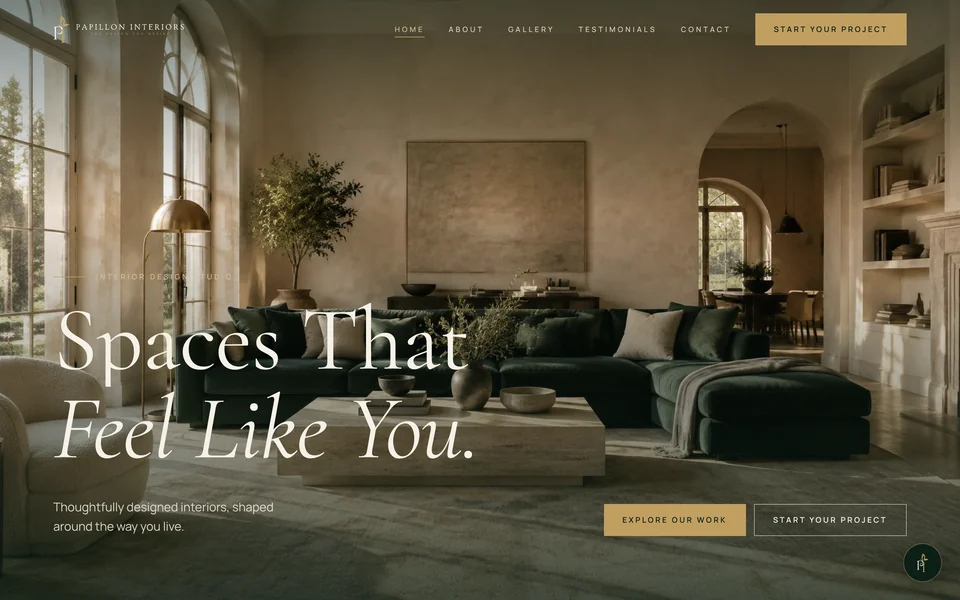 PAPILLON INTERIORS
HOME
ABOUT
GALLERY
TESTIMONIALS
CONTACT
START YOUR PROJECT
INTERIOR DESIGN STUDIO
Spaces That
Feel Like You.
Thoughtfully designed interiors, shaped
around the way you live.
EXPLORE OUR WORK
START YOUR PROJECT